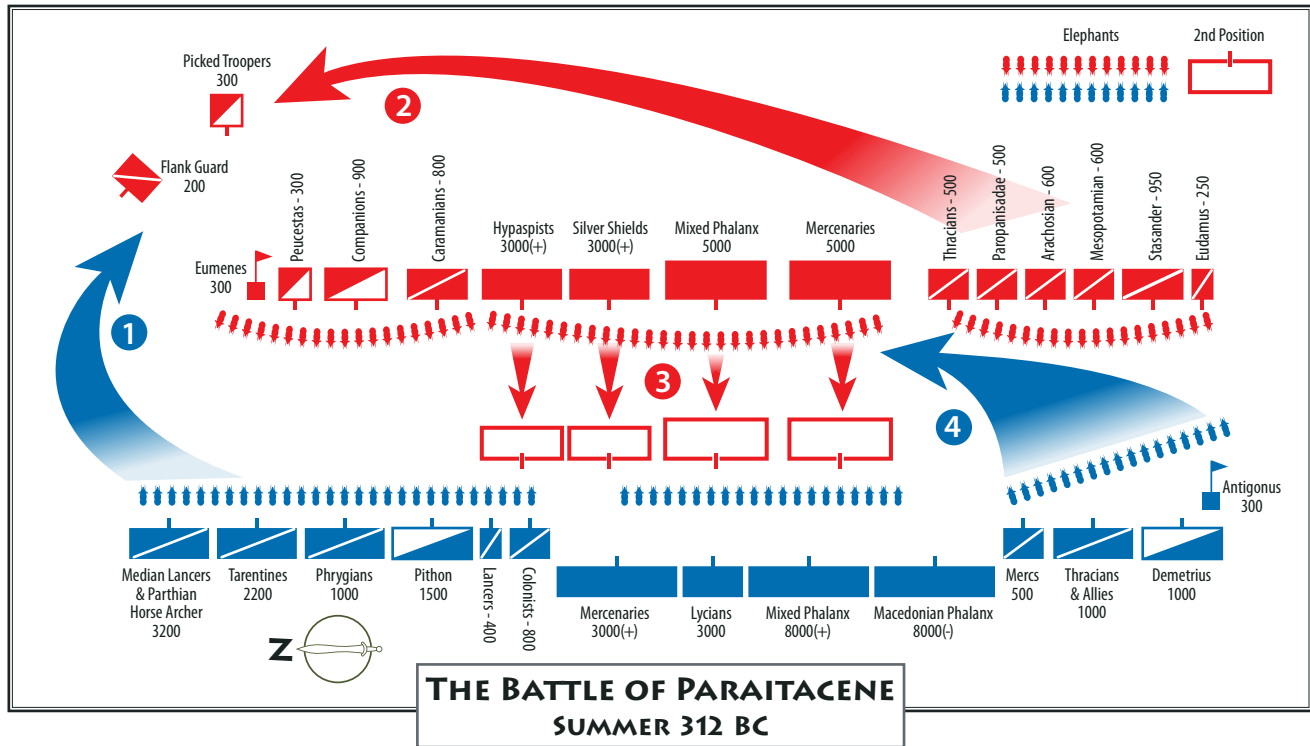 Picked Troopers
300
Elephants
2nd Position
2
Flank Guard
200
Peucestas - 300
Companions - 900
Caramanians - 800
Hypaspists
3000(+)
Silver Shields
3000(+)
Mixed Phalanx
5000
Mercenaries
5000
Thracians - 500
Paropanisadae - 500
Arachosian - 600
Mesopotamian - 600
Stasander - 950
Eudamus - 250
Eumenes
300
1
3
4
Antigonus
300
Median Lancers
& Parthian
Horse Archer
3200
Tarentines
2200
Phrygians
1000
Pithon
1500
Lancers - 400
Colonists - 800
Mercenaries
3000(+)
Lycians
3000
Mixed Phalanx
8000(+)
Macedonian Phalanx
8000(-)
Mercs
500
Thracians
& Allies
1000
Demetrius
1000
N
The Battle of Paraitacene
Summer 312 BC